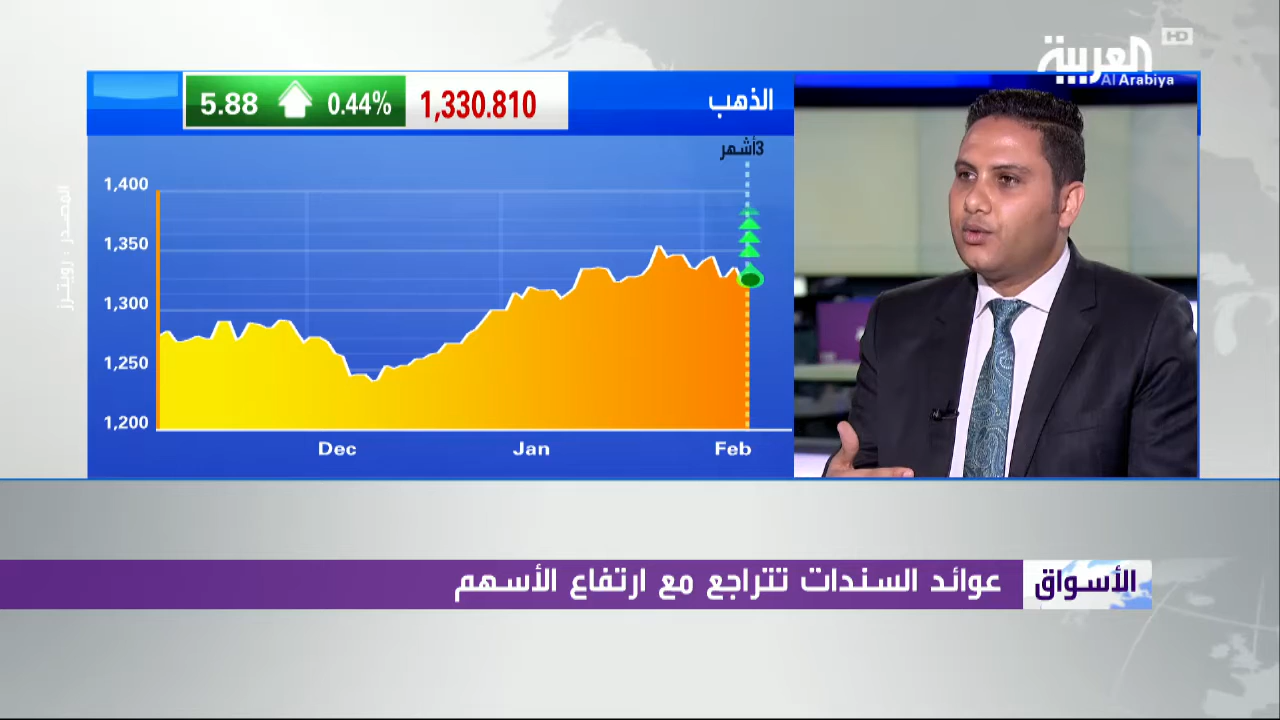 العربية HD
Al Arabiya
الذهب
1,330.810 0.44% 5.88
3أشهر
1,400
1,350
1,300
1,250
1,200
Dec Jan Feb
المصدر : رويترز
الأسواق
عوائد السندات تتراجع مع ارتفاع الأسهم